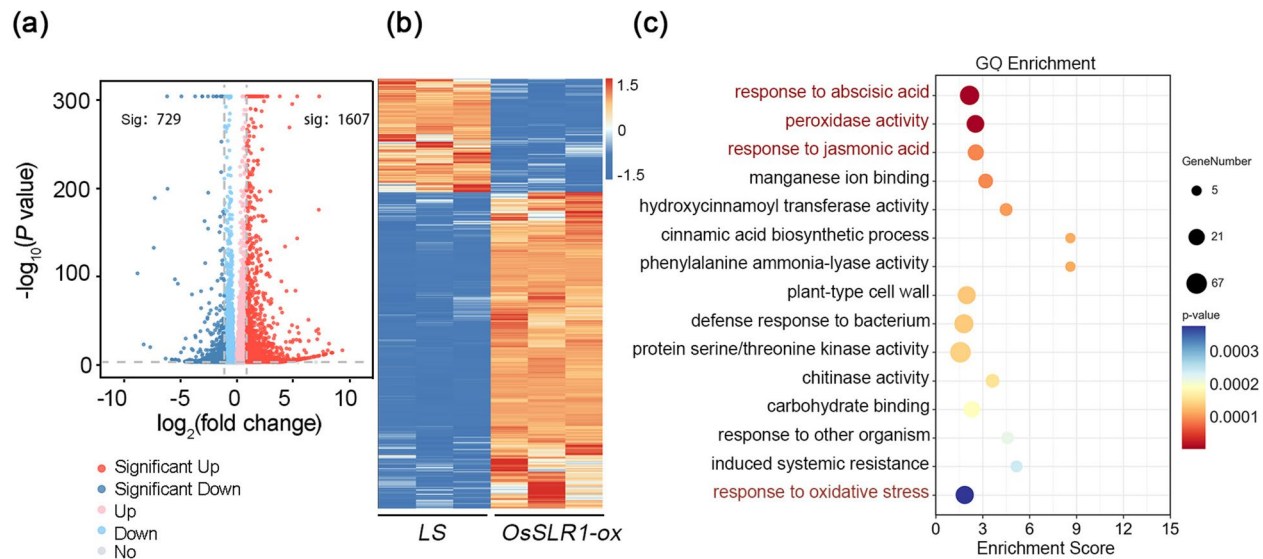 (a)
300
200
100
0
-log10(P value)
Sig: 729
sig: 1607
-10
-5
0
5
10
log2(fold change)
Significant Up
Significant Down
Up
Down
No
(b)
1.5
0
-1.5
LS
OsSLR1-ox
(c)
GQ Enrichment
response to abscisic acid
peroxidase activity
response to jasmonic acid
manganese ion binding
hydroxycinnamoyl transferase activity
cinnamic acid biosynthetic process
phenylalanine ammonia-lyase activity
plant-type cell wall
defense response to bacterium
protein serine/threonine kinase activity
chitinase activity
carbohydrate binding
response to other organism
induced systemic resistance
response to oxidative stress
0
3
6
9
12
15
Enrichment Score
GeneNumber
5
21
67
p-value
0.0003
0.0002
0.0001